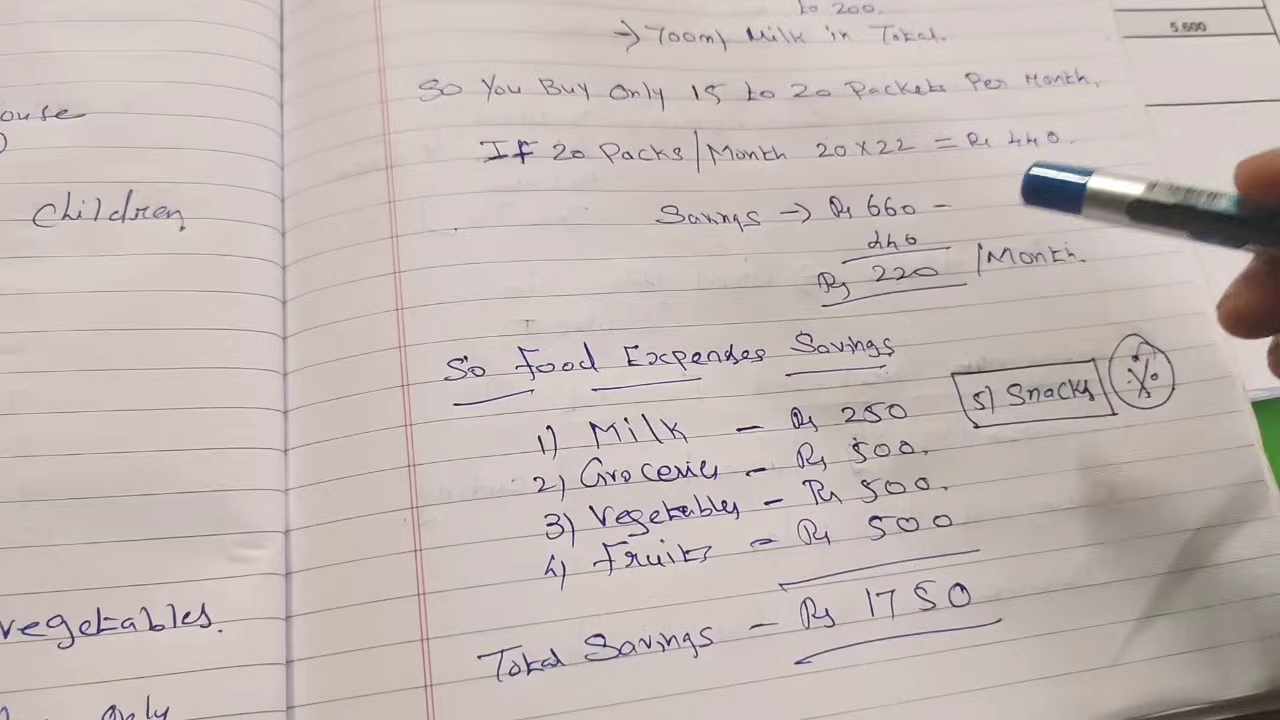 ouse
Children
vegetables.
only
to 200.
→ 700ml Milk in Total.
So You Buy Only 15 to 20 Packets Per Month.
If 20 Packs/Month 20 x 22 = Rs 440.
Savings → Rs 660 -
440
Rs 220 /Month.
So Food Expenses Savings
1) Milk - Rs 250
2) Groceries - Rs 500.
3) Vegetables - Rs 500.
4) Fruits - Rs 500
5) Snacks
Total Savings - Rs 1750
5,600